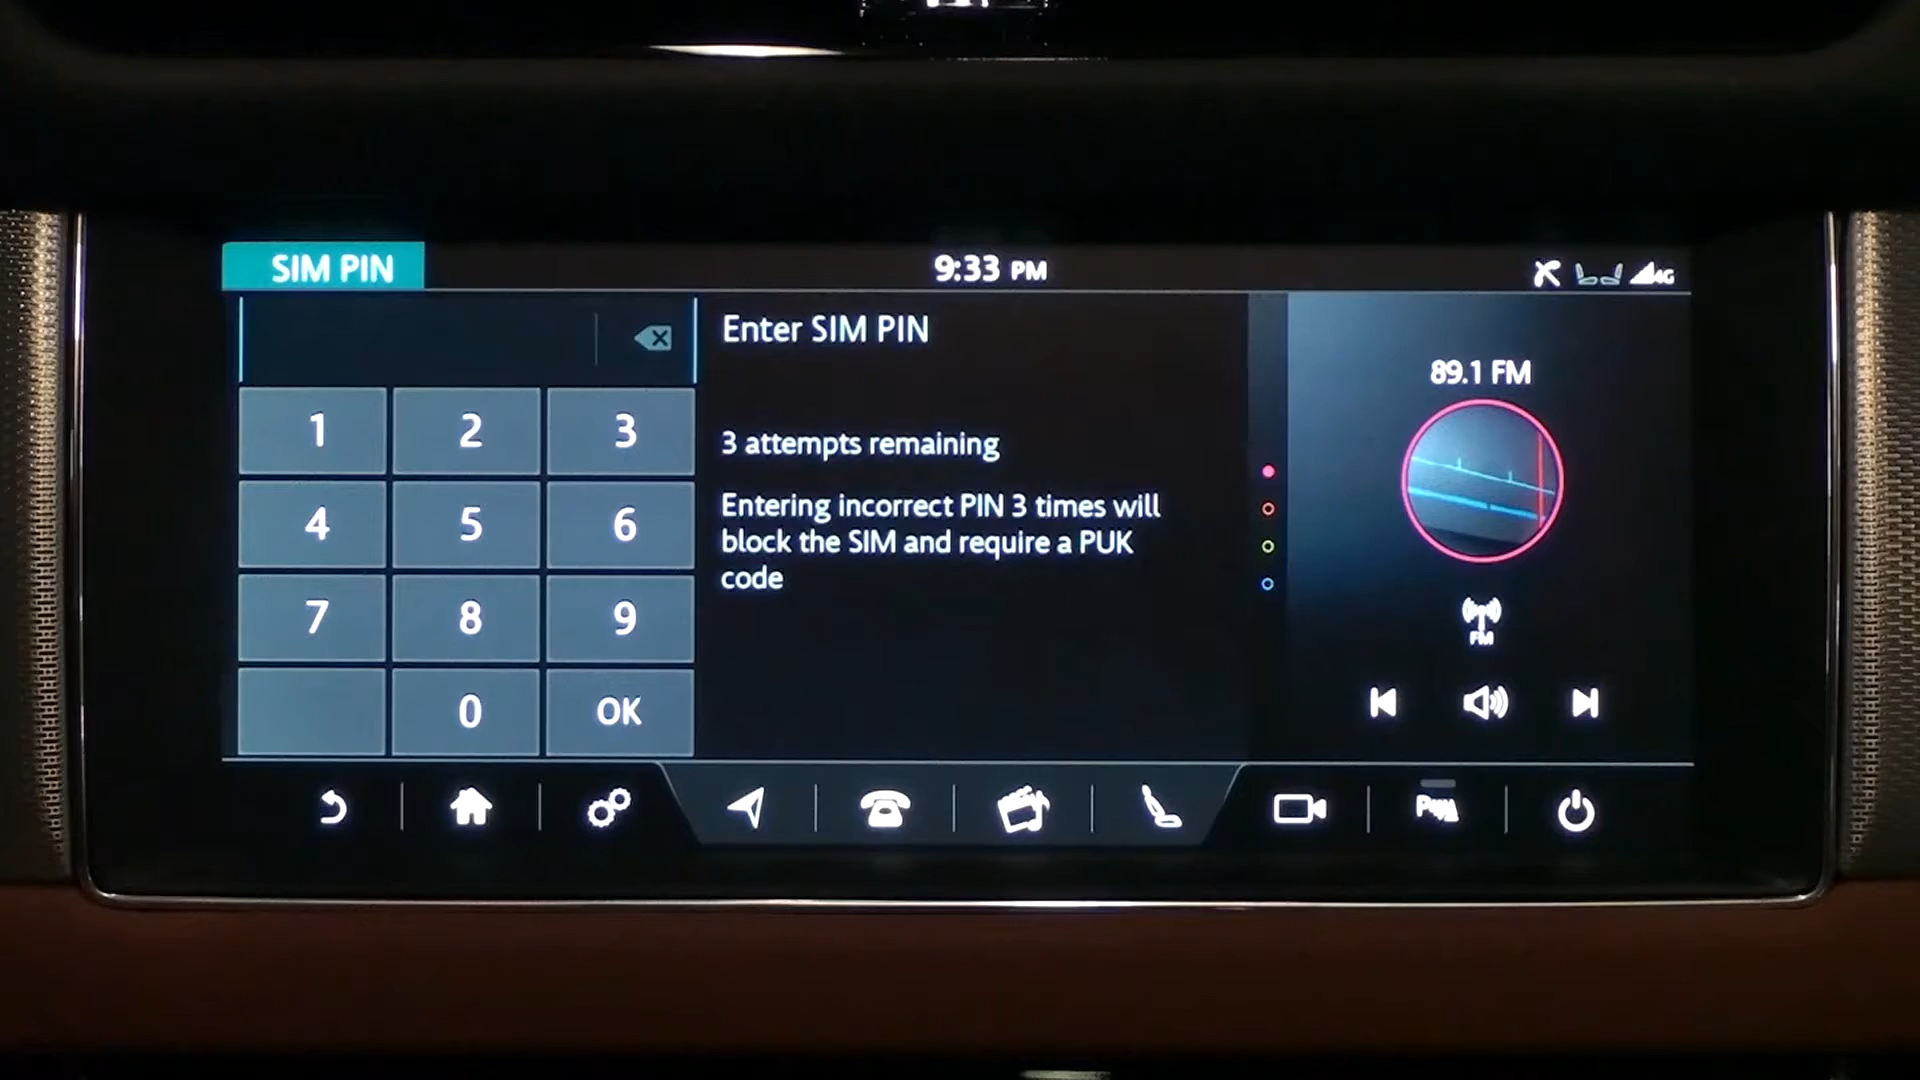 SIM PIN
9:33 PM
4G
Enter SIM PIN
1 2 3
3 attempts remaining
4 5 6
Entering incorrect PIN 3 times will
block the SIM and require a PUK
code
7 8 9
0 OK
89.1 FM
FM